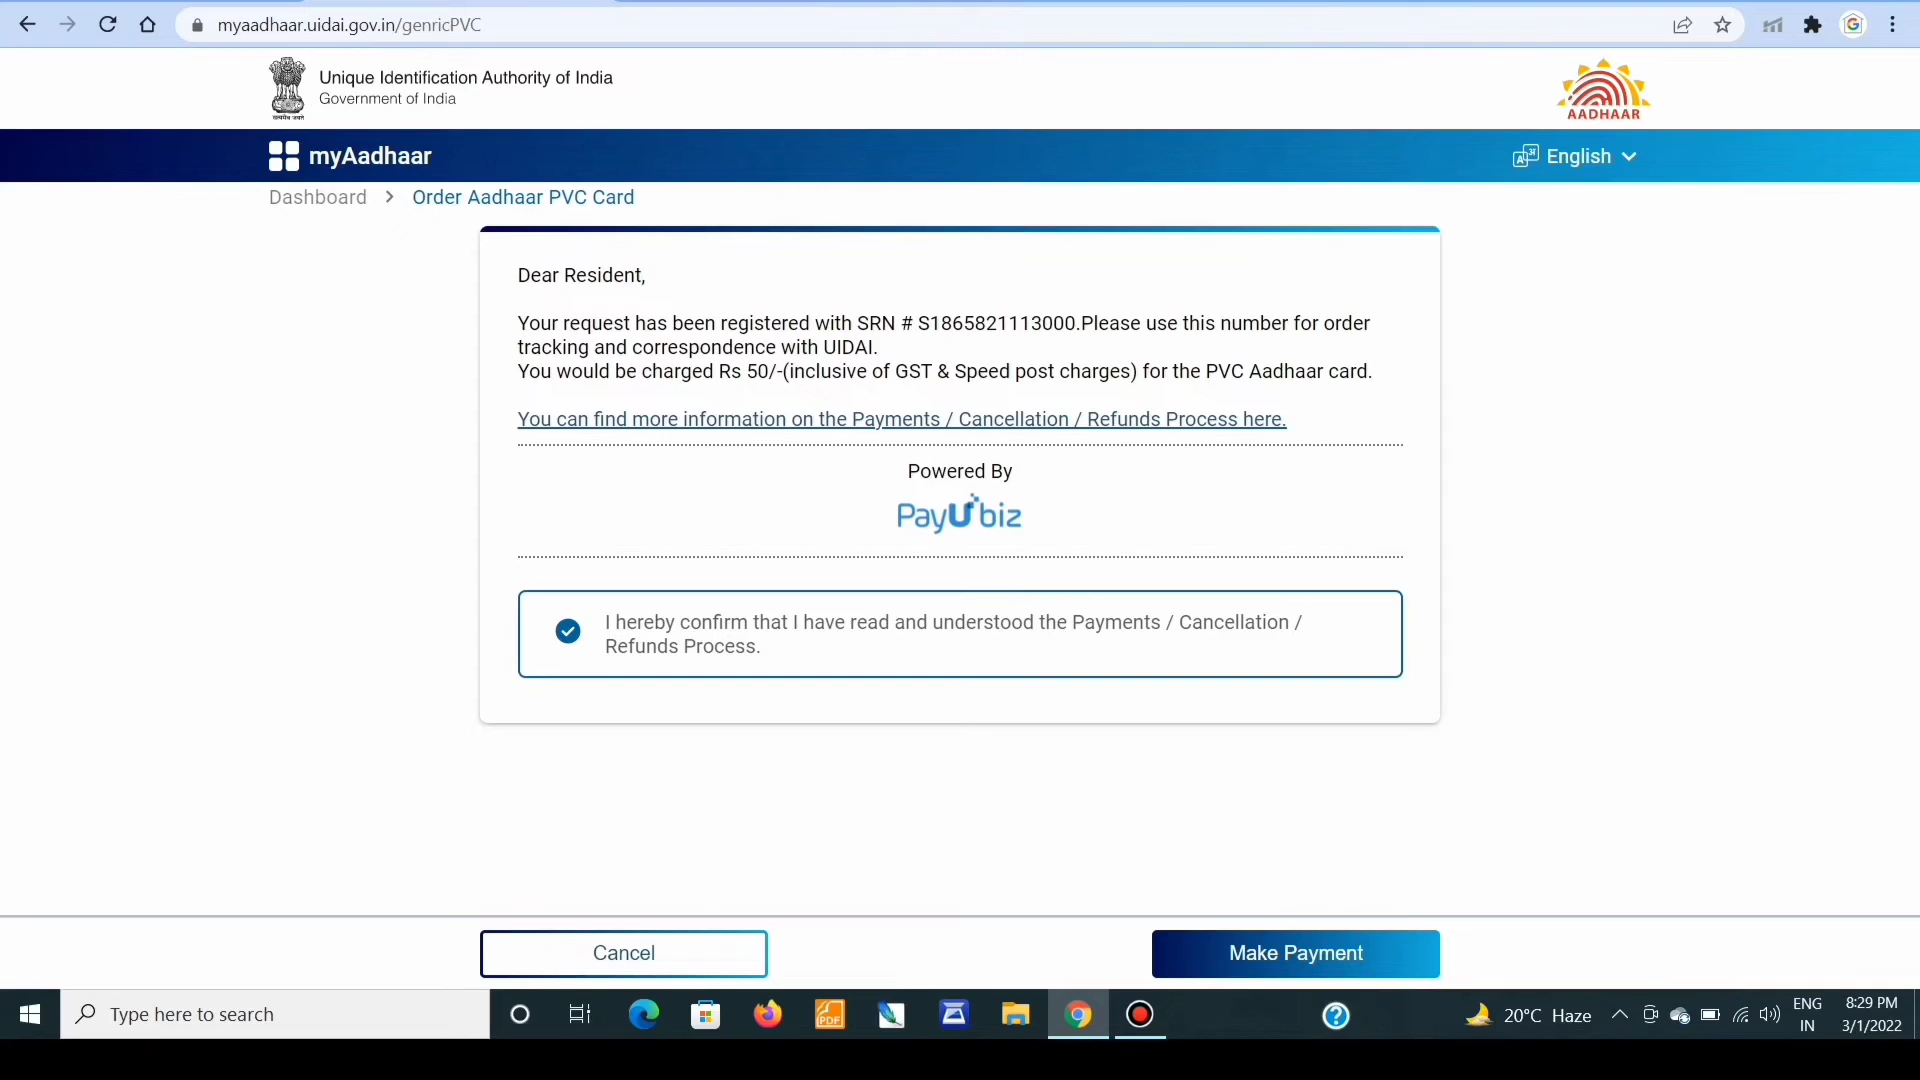 myaadhaar.uidai.gov.in/genricPVC
Unique Identification Authority of India
Government of India
सत्यमेव जयते
AADHAAR
myAadhaar
English
Dashboard > Order Aadhaar PVC Card
Dear Resident,
Your request has been registered with SRN # S1865821113000.Please use this number for order
tracking and correspondence with UIDAI.
You would be charged Rs 50/-(inclusive of GST & Speed post charges) for the PVC Aadhaar card.
You can find more information on the Payments / Cancellation / Refunds Process here.
Powered By
PayUbiz
I hereby confirm that I have read and understood the Payments / Cancellation /
Refunds Process.
Cancel
Make Payment
Type here to search
PDF
20°C Haze
ENG
IN
8:29 PM
3/1/2022